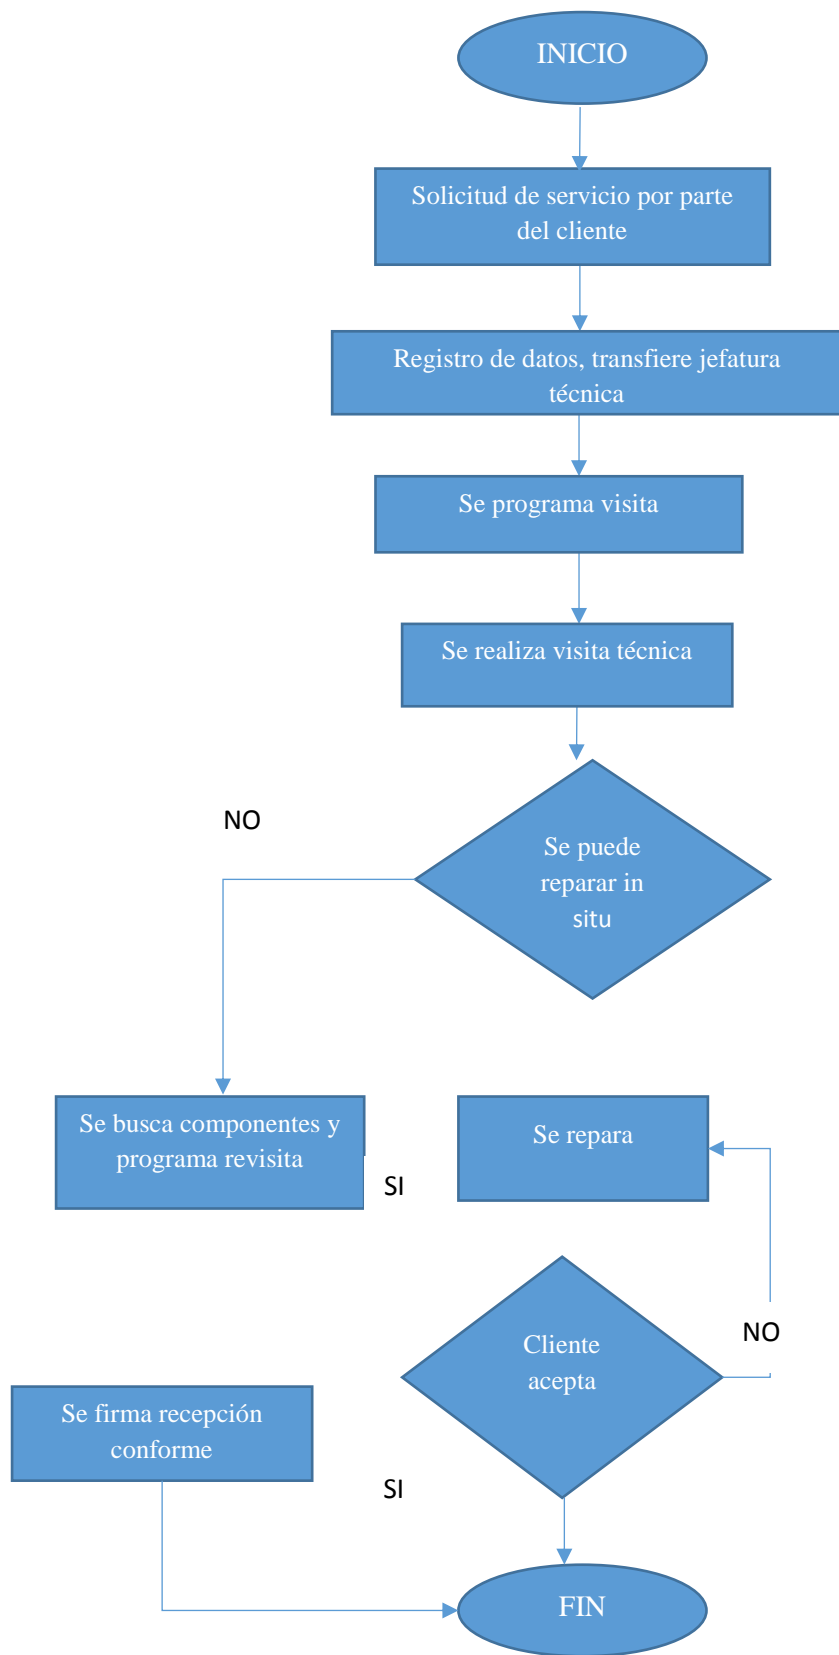 INICIO
Solicitud de servicio por parte
del cliente
Registro de datos, transfiere jefatura
técnica
Se programa visita
Se realiza visita técnica
NO
Se puede
reparar in
situ
Se busca componentes y
programa revisita
Se repara
SI
NO
Cliente
acepta
Se firma recepción
conforme
SI
FIN